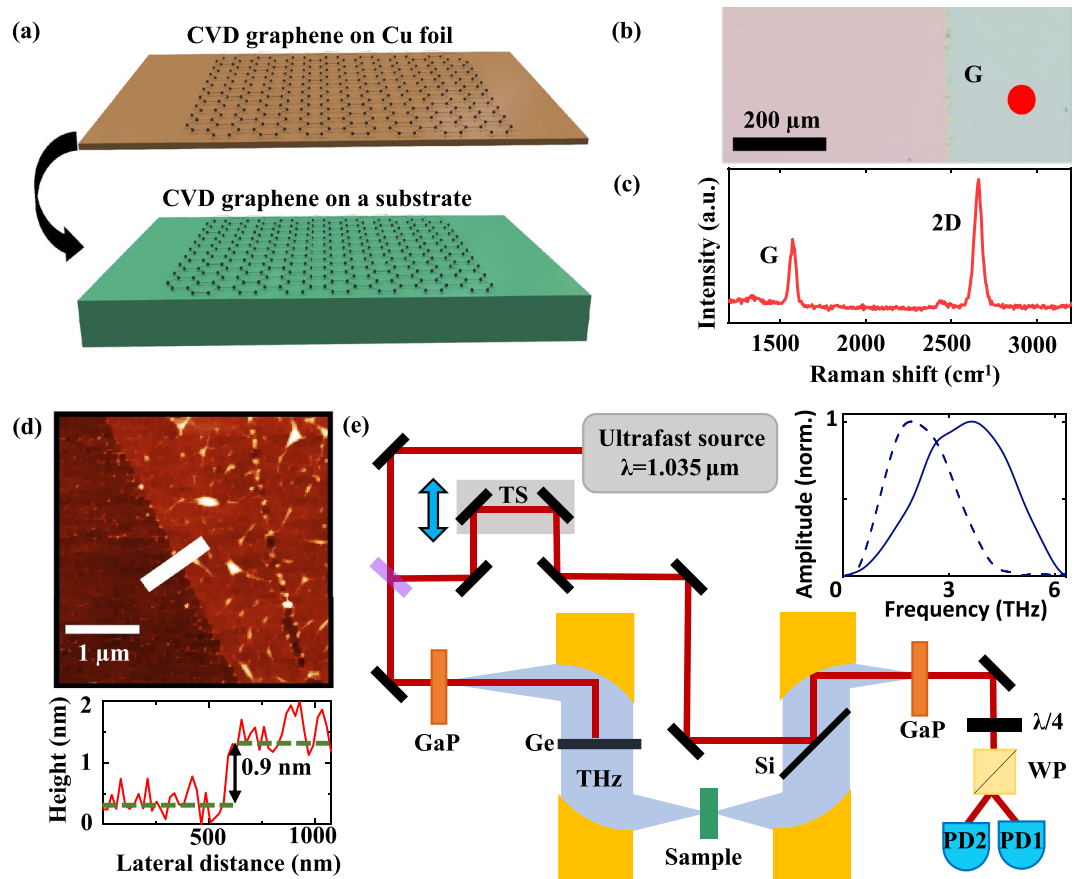 (a)
CVD graphene on Cu foil
CVD graphene on a substrate
(b)
G
200 µm
(c)
Intensity (a.u.)
G
2D
1500
2000
2500
3000
Raman shift (cm-1)
(d)
1 µm
Height (nm)
2
1
0
0.9 nm
500
1000
Lateral distance (nm)
(e)
Ultrafast source
λ=1.035 µm
TS
GaP
Ge
THz
Sample
Si
GaP
λ/4
WP
PD2
PD1
Amplitude (norm.)
1
0
3
6
Frequency (THz)